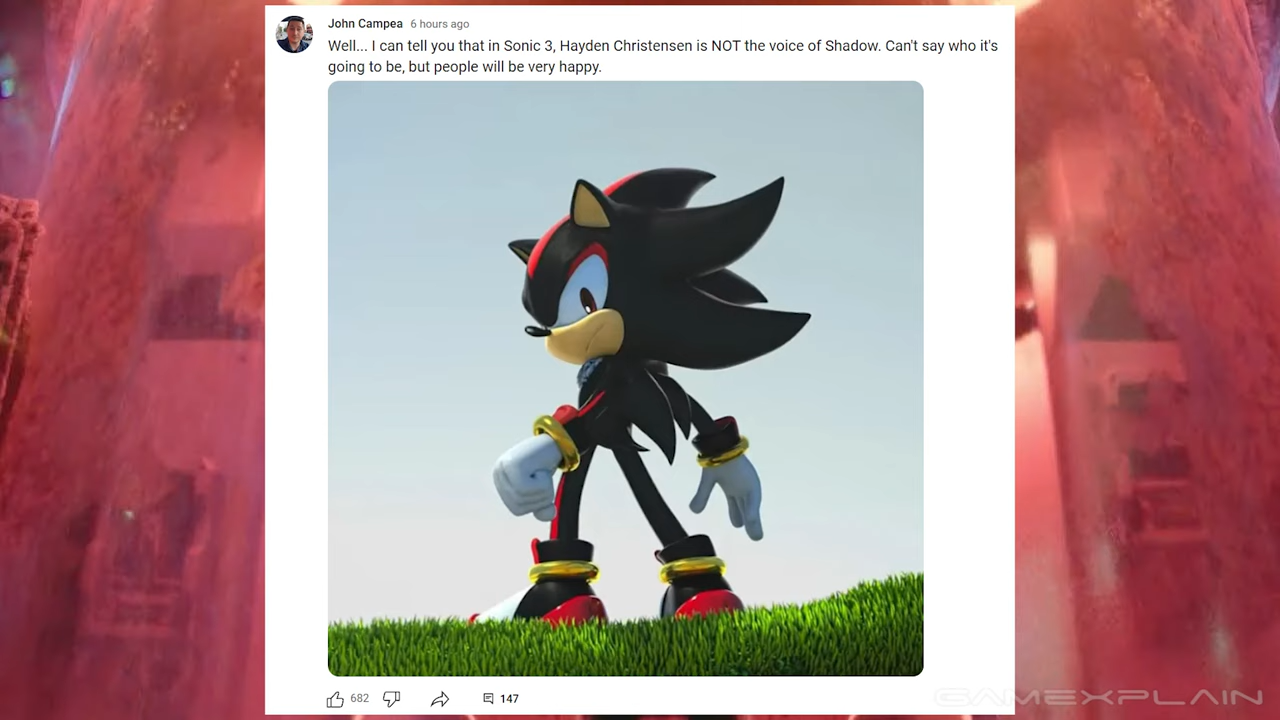 John Campea 6 hours ago
Well... I can tell you that in Sonic 3, Hayden Christensen is NOT the voice of Shadow. Can't say who it's
going to be, but people will be very happy.
682 147
GAMEXPLAIN